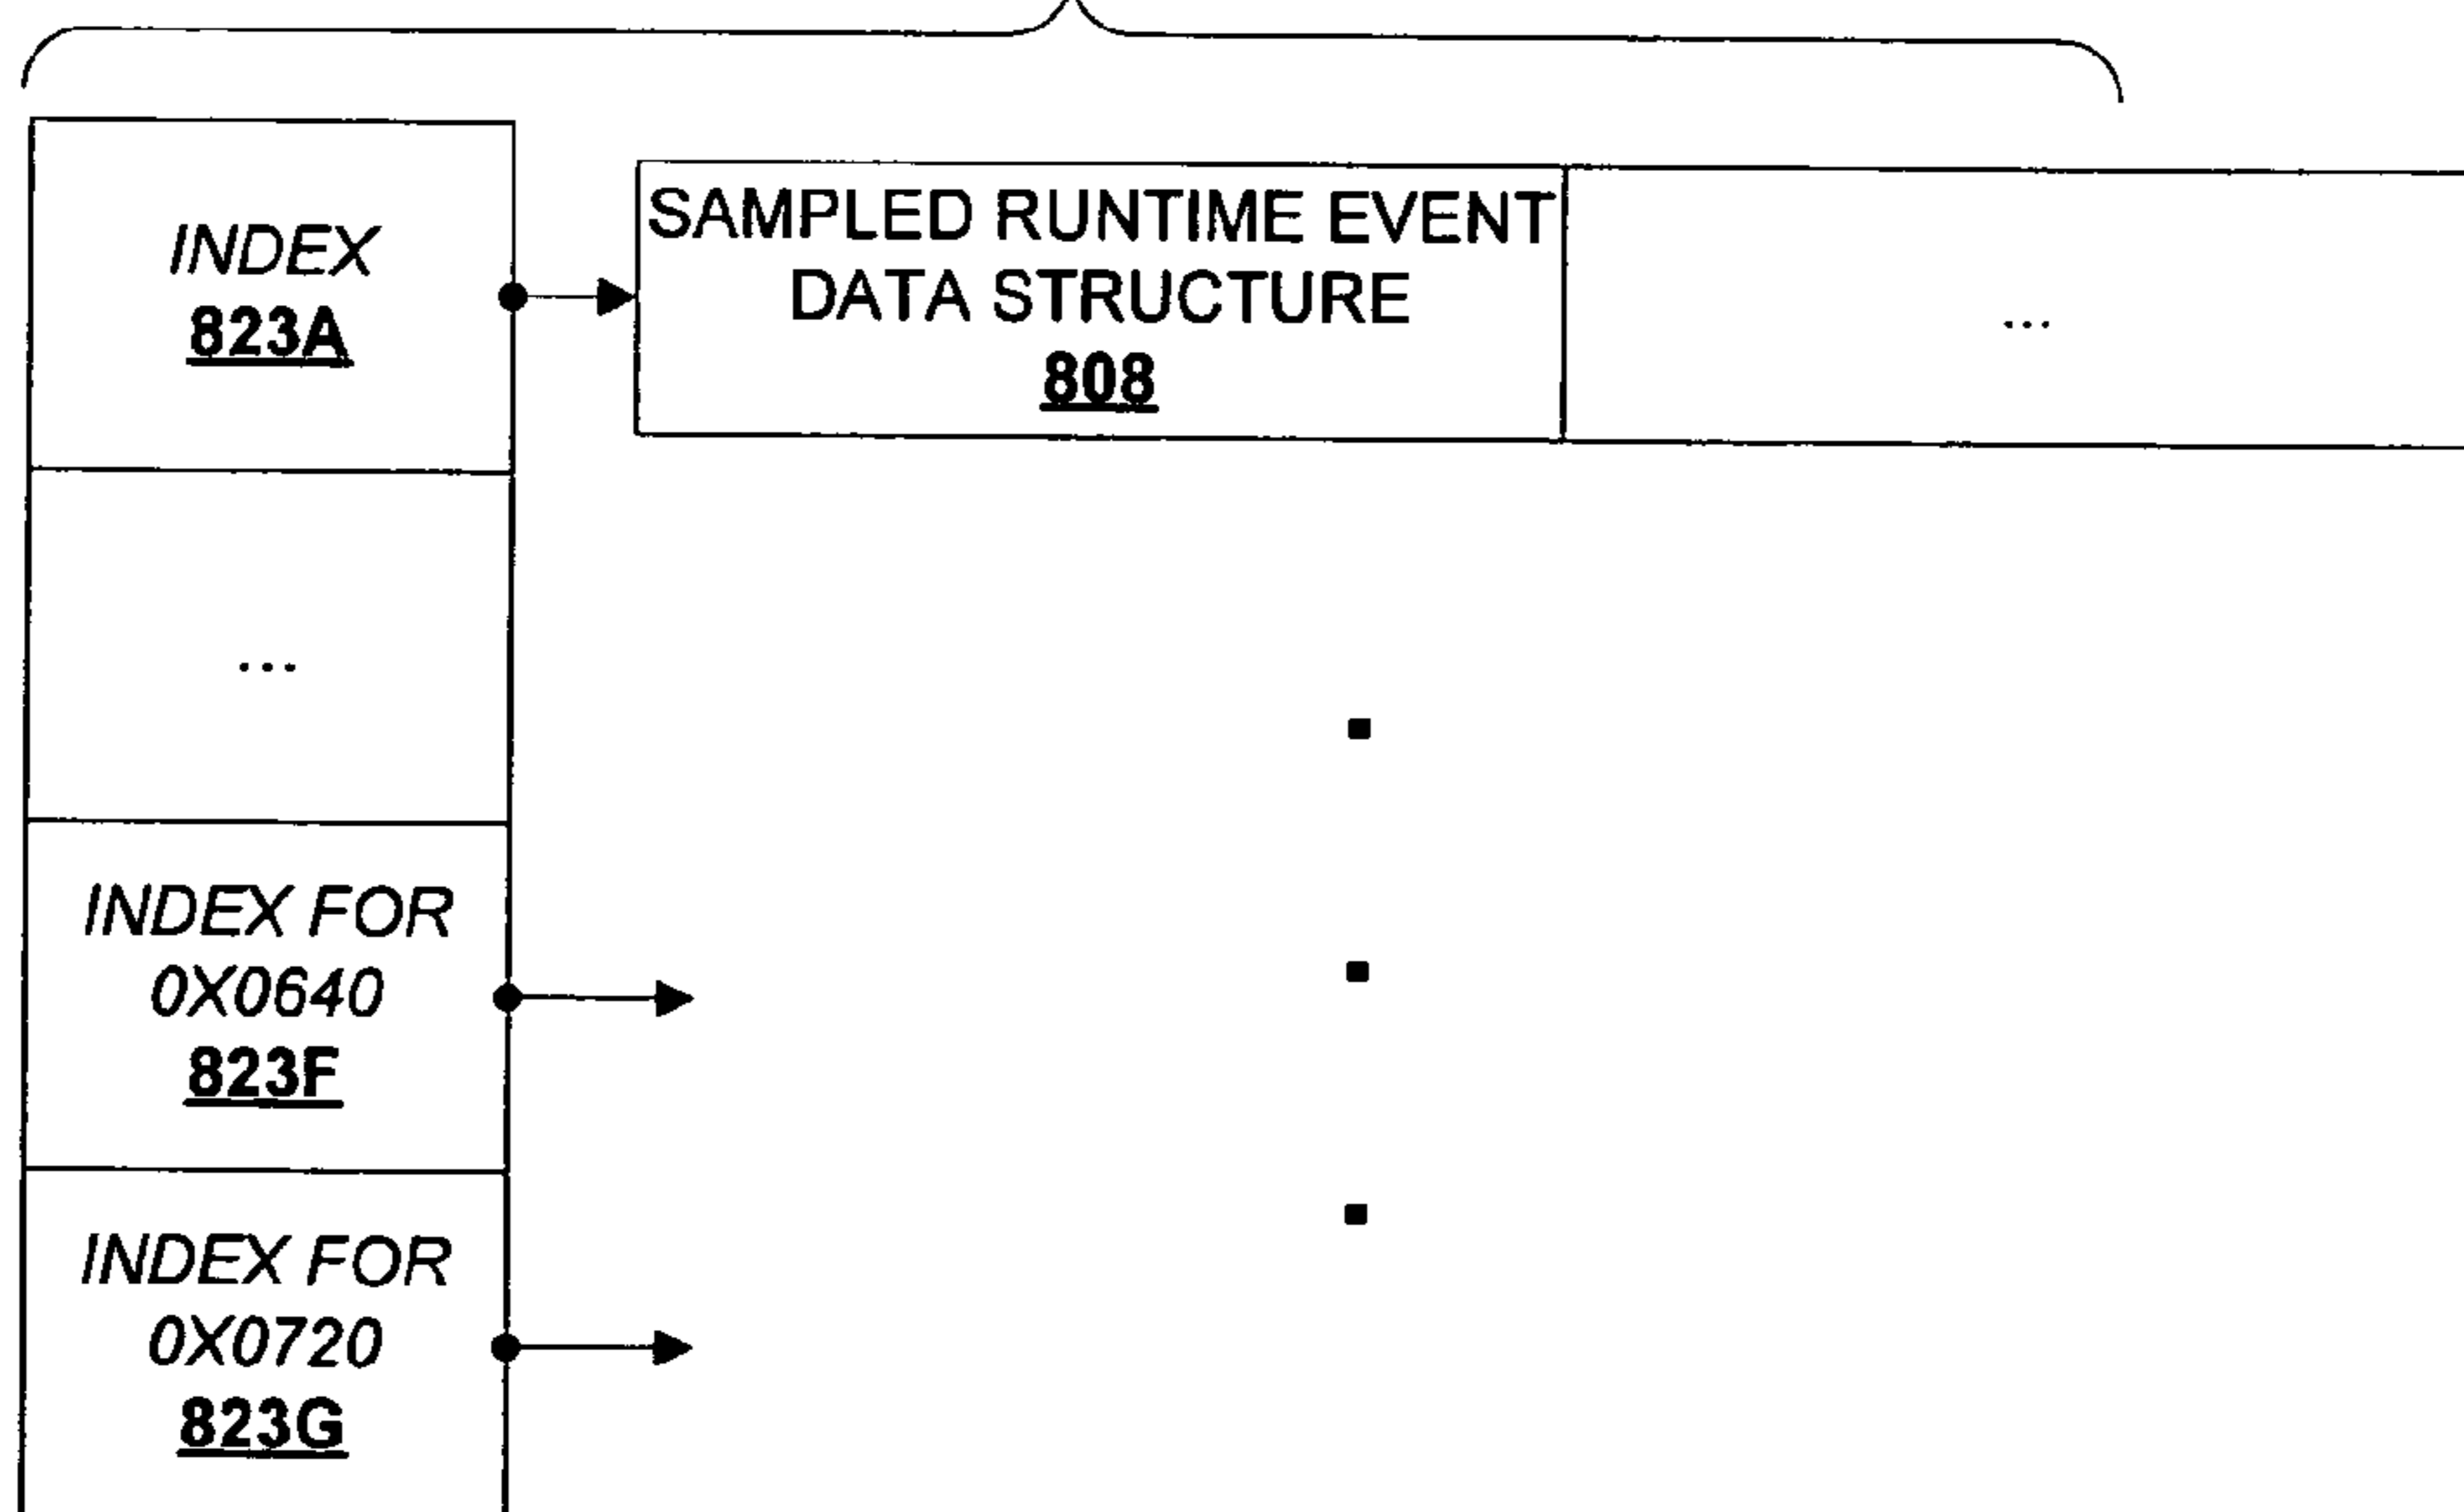 INDEX
823A
SAMPLED RUNTIME EVENT
DATA STRUCTURE
808
...
...
INDEX FOR
0X0640
823F
INDEX FOR
0X0720
823G